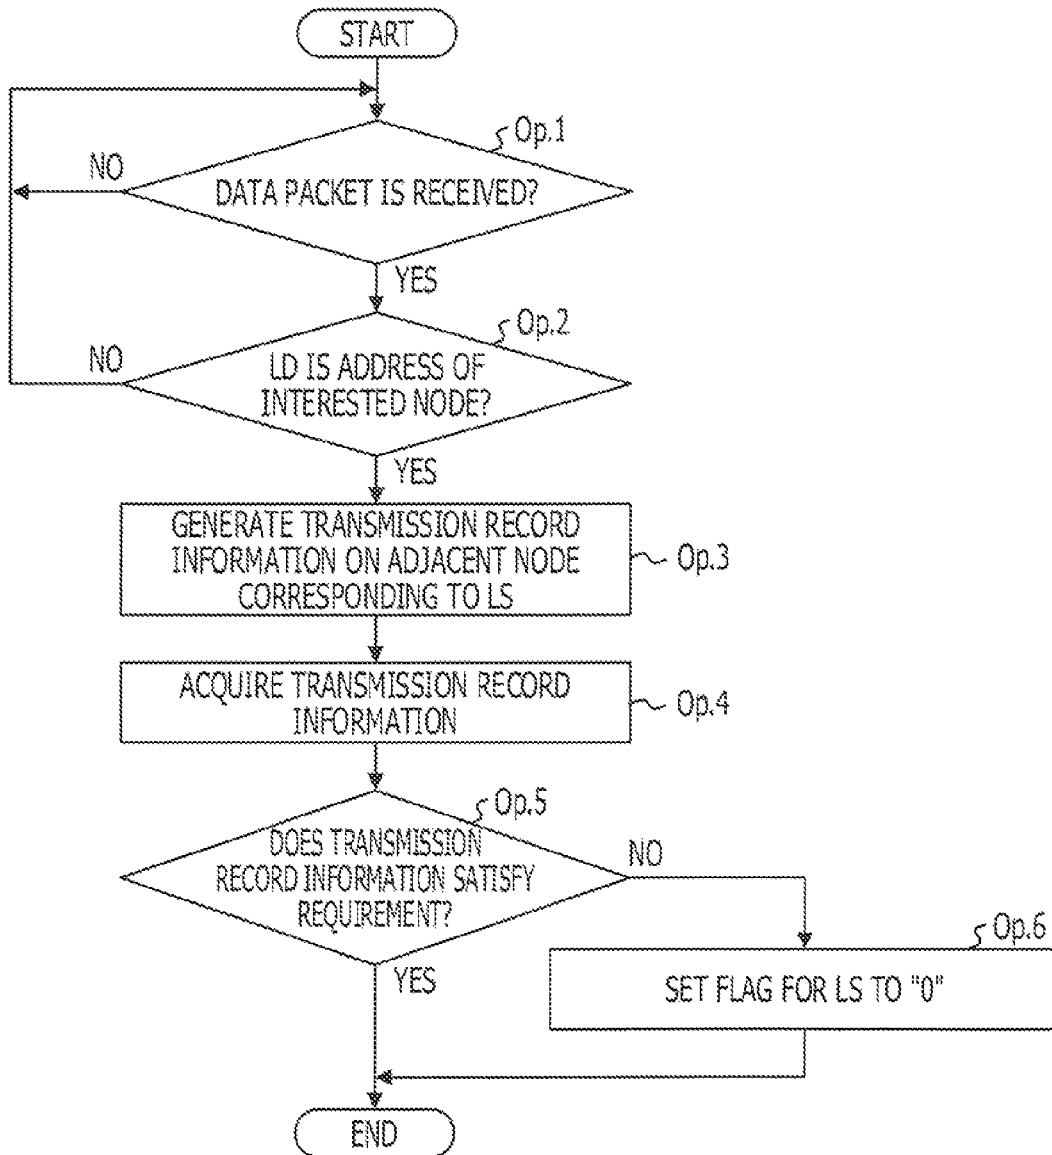 START
Op.1
NO
DATA PACKET IS RECEIVED?
YES
Op.2
NO
LD IS ADDRESS OF
INTERESTED NODE?
YES
GENERATE TRANSMISSION RECORD
INFORMATION ON ADJACENT NODE
CORRESPONDING TO LS
Op.3
ACQUIRE TRANSMISSION RECORD
INFORMATION
Op.4
Op.5
DOES TRANSMISSION
RECORD INFORMATION SATISFY
REQUIREMENT?
NO
YES
Op.6
SET FLAG FOR LS TO "0"
END